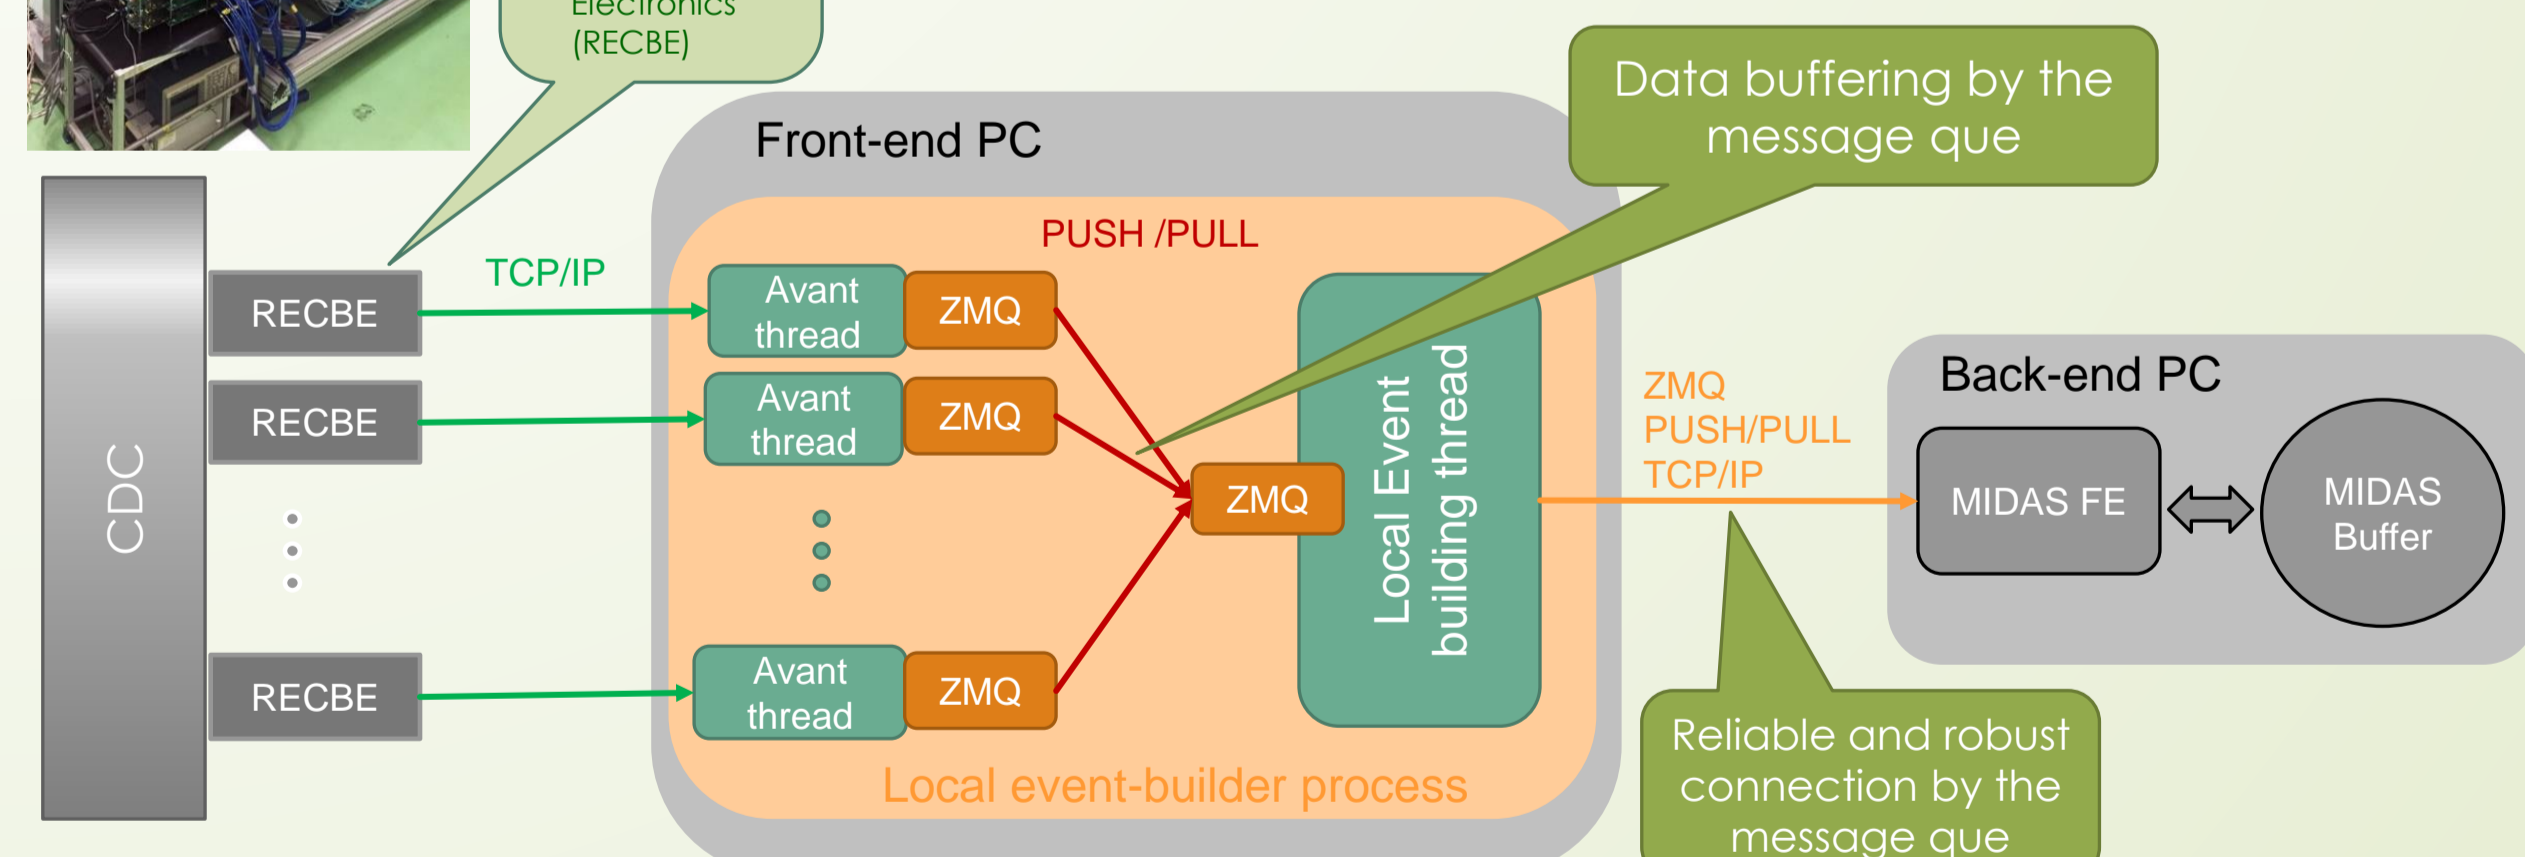 Electronics
(RECBE)
Data buffering by the
message que
Front-end PC
PUSH /PULL
TCP/IP
RECBE
Avant
thread
ZMQ
RECBE
Avant
thread
ZMQ
CDC
ZMQ
Local Event
building thread
ZMQ
PUSH/PULL
TCP/IP
Back-end PC
MIDAS FE
MIDAS
Buffer
RECBE
Avant
thread
ZMQ
Local event-builder process
Reliable and robust
connection by the
message que